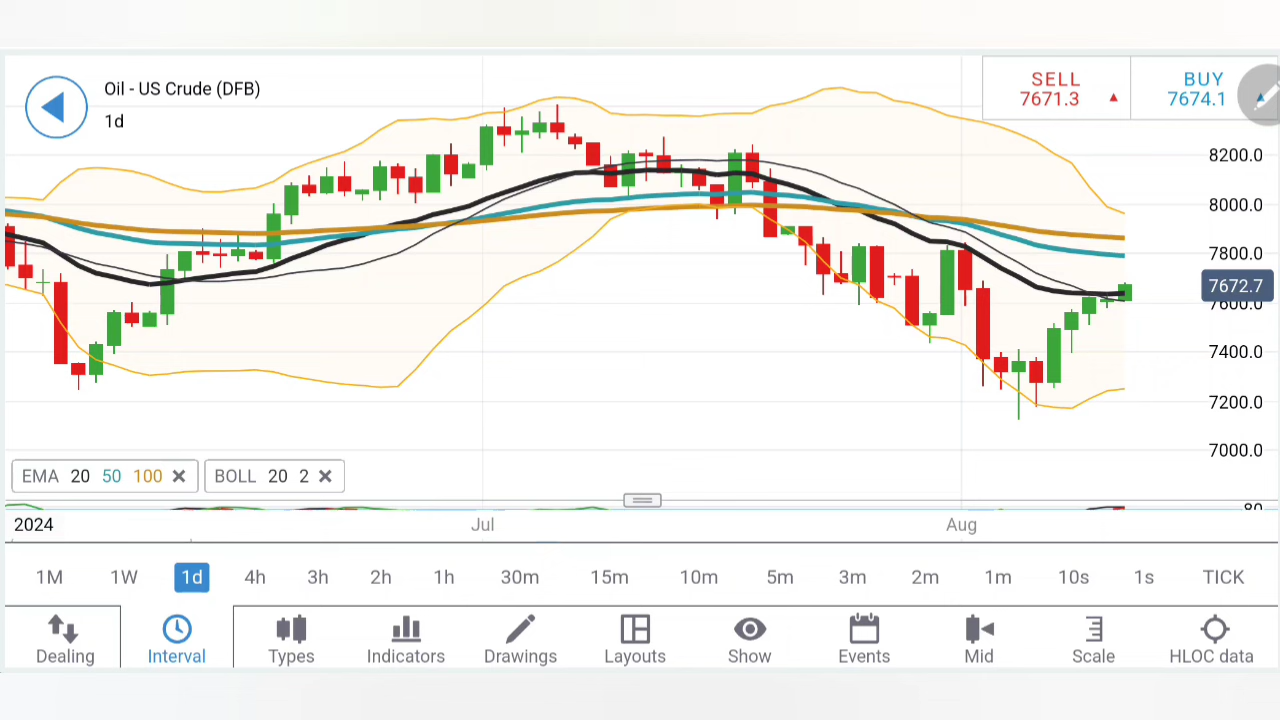 Oil - US Crude (DFB)
1d
SELL
7671.3
BUY
7674.1
8200.0
8000.0
7800.0
7672.7
7600.0
7400.0
7200.0
7000.0
EMA 20 50 100
BOLL 20 2
80
2024 Jul Aug
1M 1W 1d 4h 3h 2h 1h 30m 15m 10m 5m 3m 2m 1m 10s 1s TICK
Dealing Interval Types Indicators Drawings Layouts Show Events Mid Scale HLOC data